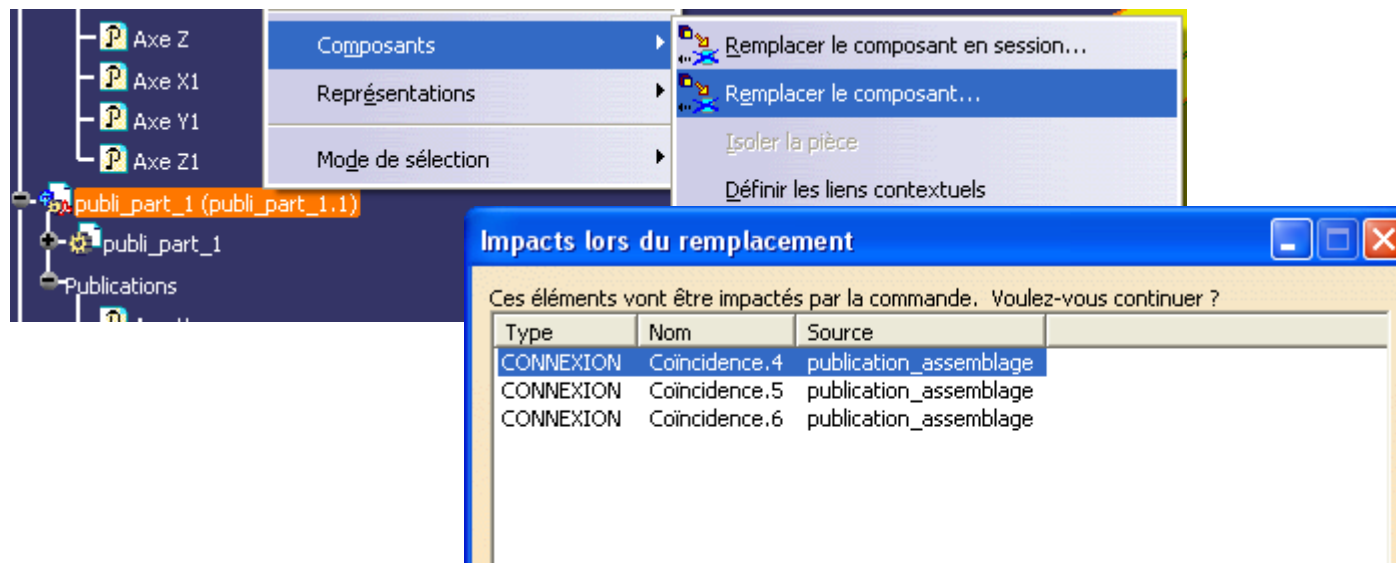 Axe Z
Axe X1
Axe Y1
Axe Z1
publi_part_1 (publi_part_1.1)
publi_part_1
Publications
Composants
Représentations
Mode de sélection
Remplacer le composant en session...
Remplacer le composant...
Isoler la pièce
Définir les liens contextuels
Impacts lors du remplacement
Ces éléments vont être impactés par la commande. Voulez-vous continuer ?
Type Nom Source
CONNEXION Coïncidence.4 publication_assemblage
CONNEXION Coïncidence.5 publication_assemblage
CONNEXION Coïncidence.6 publication_assemblage